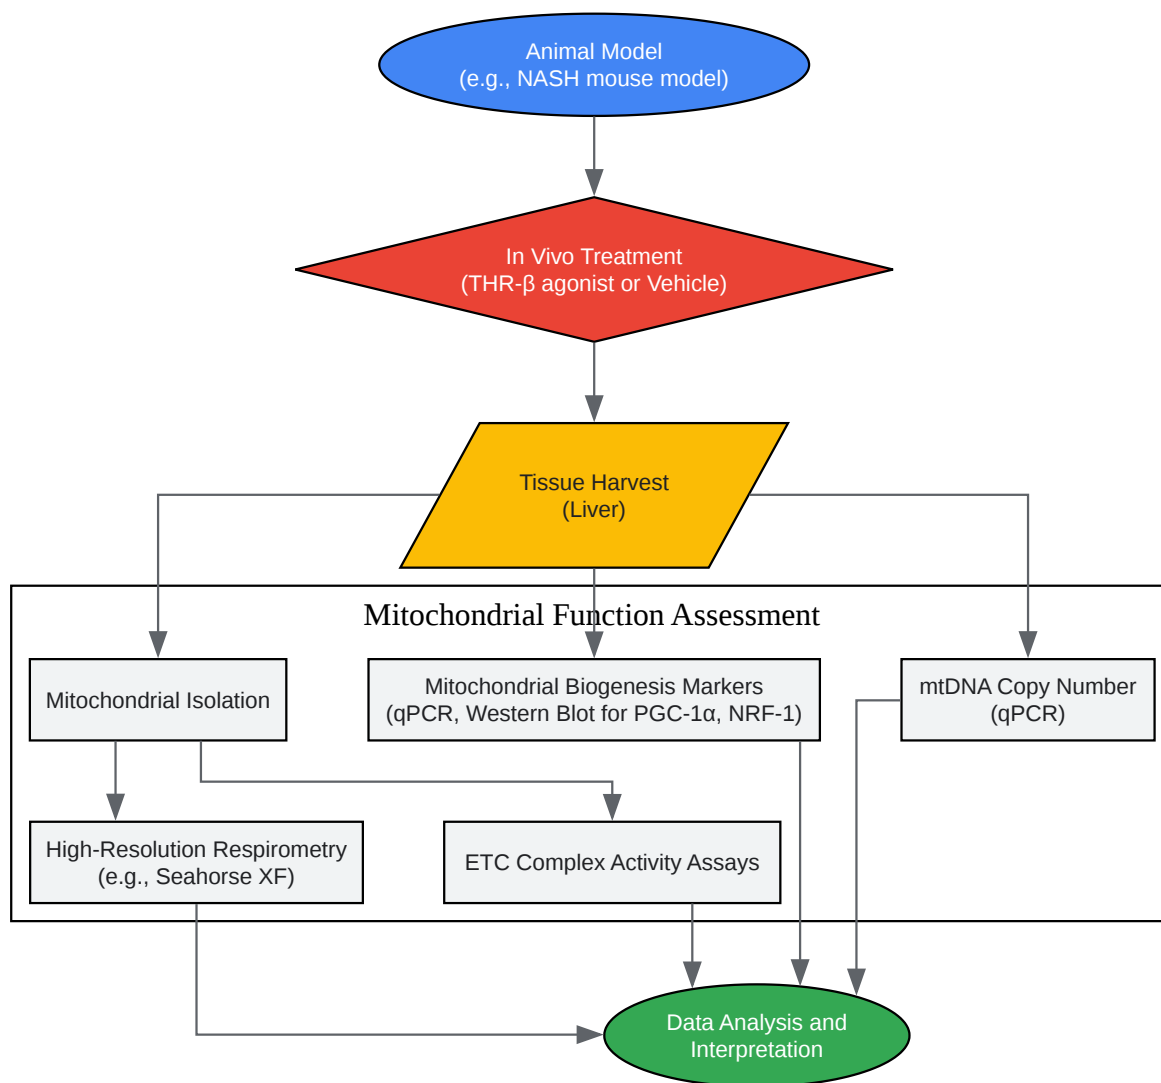 Animal Model
(e.g., NASH mouse model)
In Vivo Treatment
(THR-β agonist or Vehicle)
Tissue Harvest
(Liver)
Mitochondrial Function Assessment
Mitochondrial Isolation
Mitochondrial Biogenesis Markers
(qPCR, Western Blot for PGC-1α, NRF-1)
mtDNA Copy Number
(qPCR)
High-Resolution Respirometry
(e.g., Seahorse XF)
ETC Complex Activity Assays
Data Analysis and
Interpretation